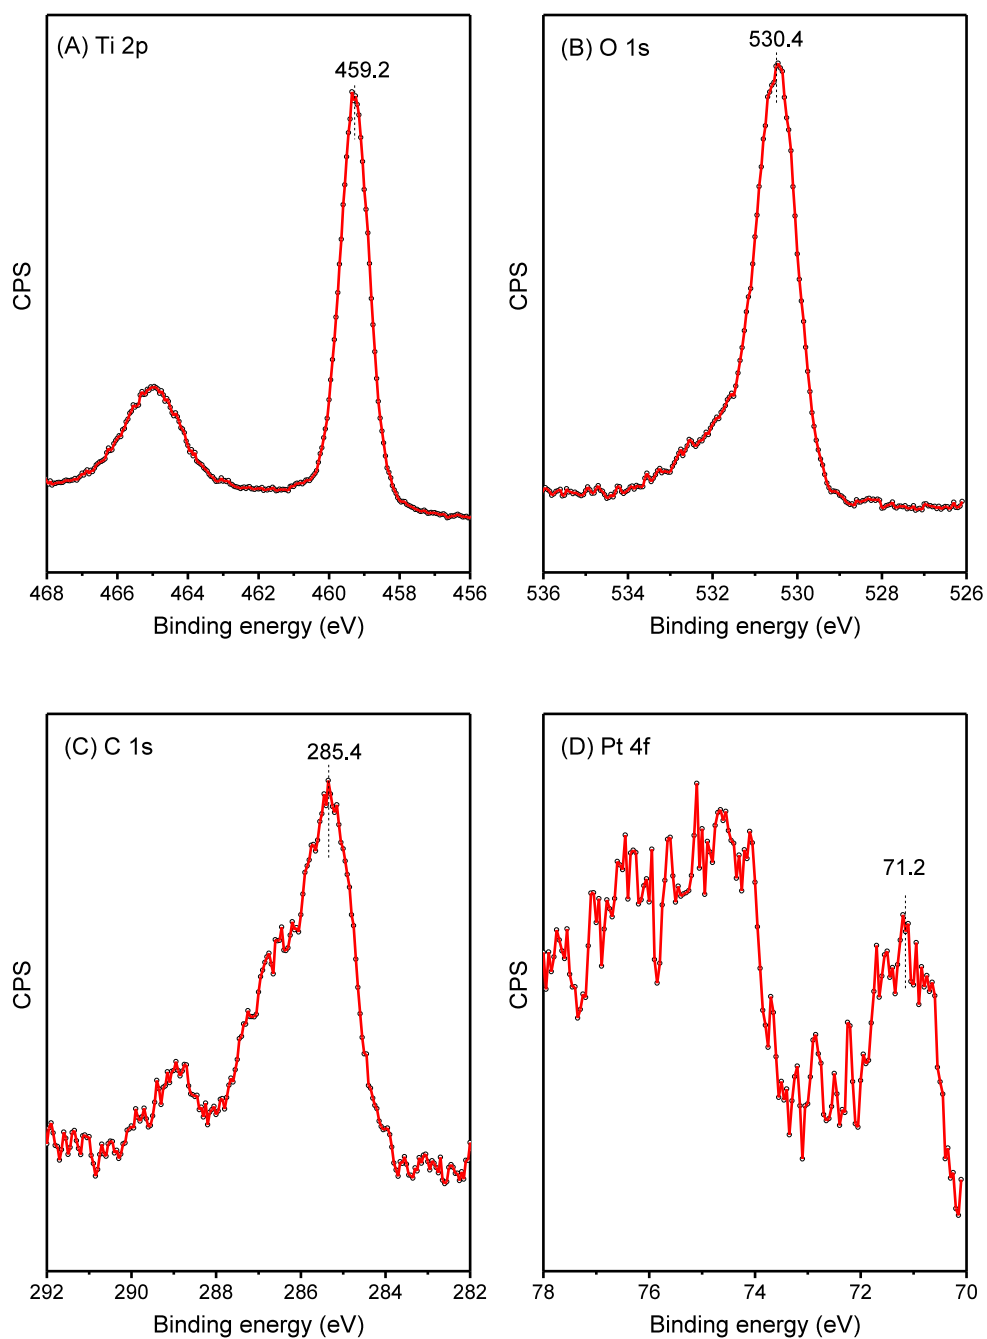 (A) Ti 2p
459.2
CPS
468 466 464 462 460 458 456
Binding energy (eV)
(B) O 1s
530.4
CPS
536 534 532 530 528 526
Binding energy (eV)
(C) C 1s
285.4
CPS
292 290 288 286 284 282
Binding energy (eV)
(D) Pt 4f
71.2
CPS
78 76 74 72 70
Binding energy (eV)